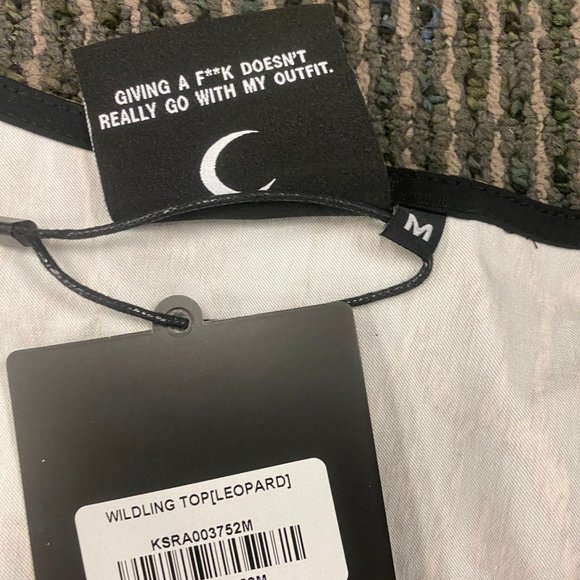 GIVING A F**K DOESN'T
REALLY GO WITH MY OUTFIT.
M
WILDLING TOP[LEOPARD]
KSRA003752M